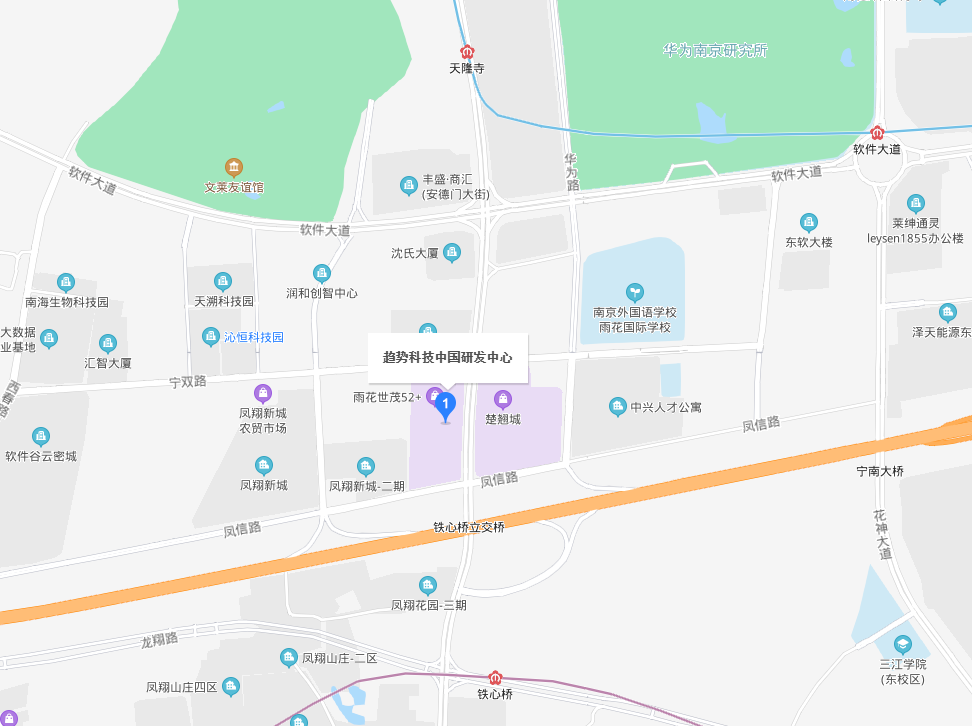 华为南京研究所
天隆寺
软件大道
华为路
软件大道
软件大道
文莱友谊馆
丰盛·商汇
(安德门大街)
莱绅通灵
leysen1855办公楼
软件大道
东软大楼
沈氏大厦
润和创智中心
天溯科技园
南海生物科技园
南京外国语学校
雨花国际学校
大数据
业基地
沁恒科技园
泽天能源东
汇智大厦
趋势科技中国研发中心
宁双路
西春路
雨花世茂52+
1
楚翘城
中兴人才公寓
凤翔新城
农贸市场
凤信路
软件谷云密城
凤翔新城
凤翔新城-二期
凤信路
宁南大桥
凤信路
铁心桥立交桥
花神大道
凤翔花园-三期
龙翔路
凤翔山庄-二区
三江学院
(东校区)
凤翔山庄四区
铁心桥